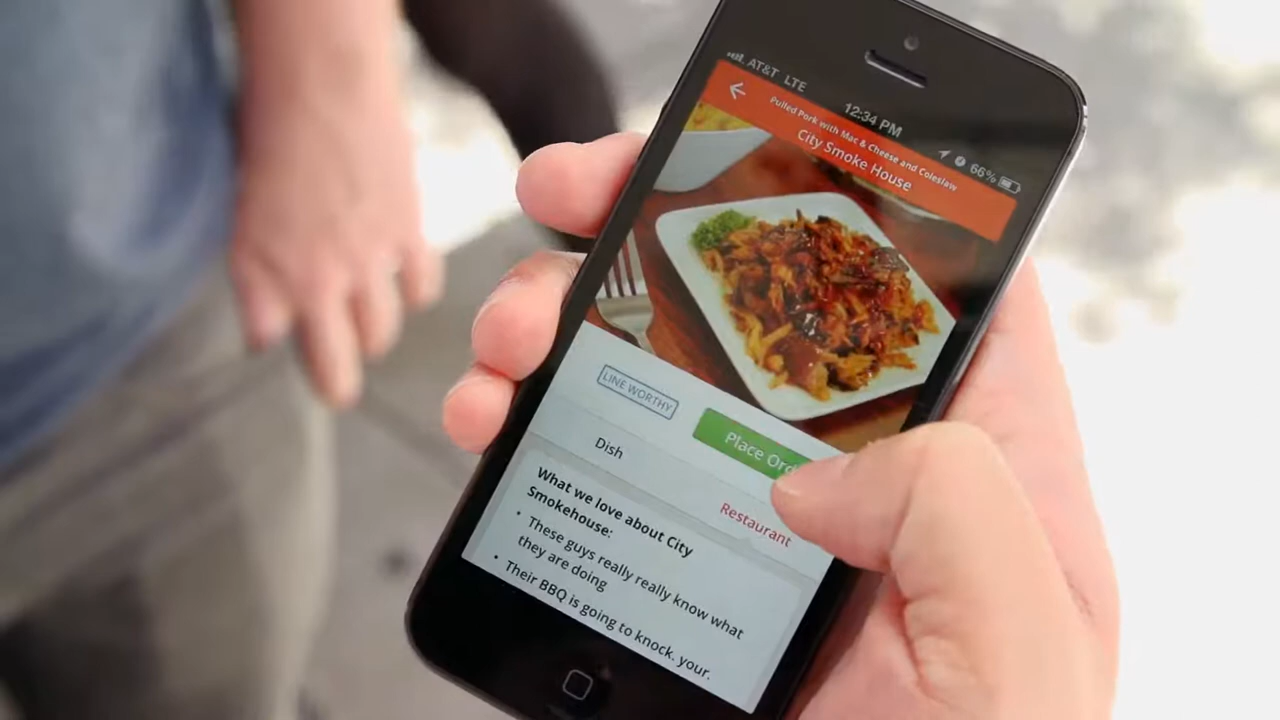 AT&T LTE
12:34 PM
66%
Pulled Pork with Mac & Cheese and Coleslaw
City Smoke House
LINE WORTHY
Place Ord
Dish
Restaurant
What we love about City
Smokehouse:
• These guys really really know what
they are doing
• Their BBQ is going to knock. your.